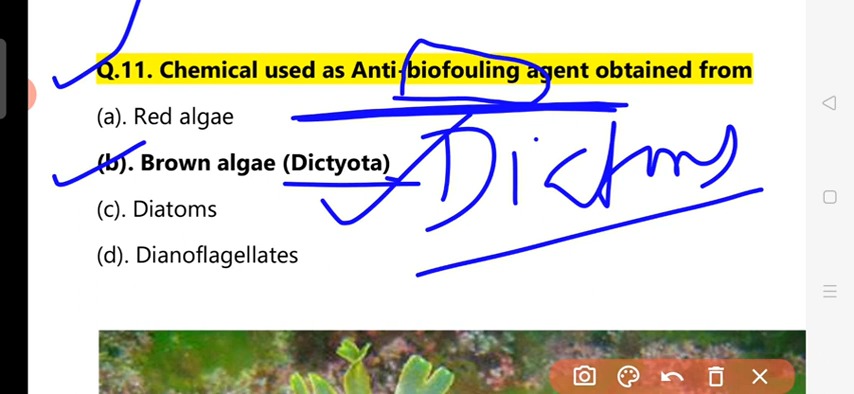 Q.11. Chemical used as Anti-biofouling agent obtained from
(a). Red algae
(b). Brown algae (Dictyota)
(c). Diatoms
(d). Dianoflagellates